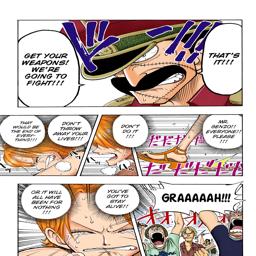 THAT'S
IT!!!
GET YOUR
WEAPONS!
WE'RE
GOING TO
FIGHT!!!
MR.
GENZO!!
EVERYONE!!
PLEASE
!!!
DON'T
DO IT
!!!
DON'T
THROW
AWAY YOUR
LIVES!!!
THAT
WOULD BE
THE END
OF EVERY-
THING!!!
GRAAAAAH!!!
YOU'VE
GOT TO
STAY
ALIVE!!
OR IT WILL
ALL HAVE
BEEN FOR
NOTHING
!!!